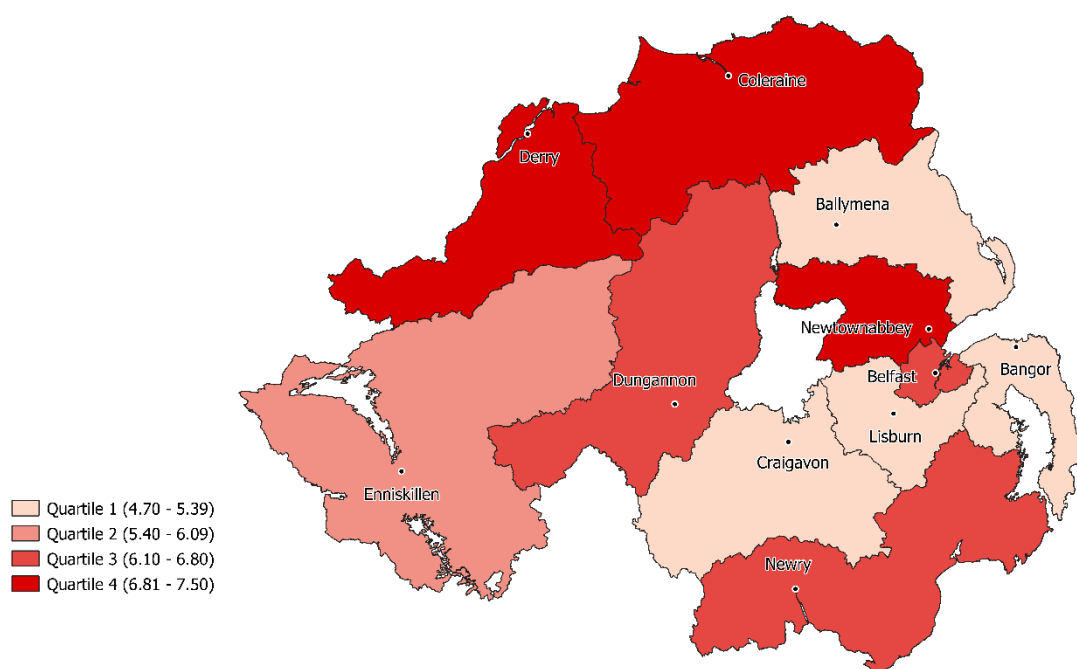 Coleraine
Derry
Ballymena
Newtownabbey
Belfast
Bangor
Dungannon
Lisburn
Craigavon
Enniskillen
Newry
Quartile 1 (4.70 - 5.39)
Quartile 2 (5.40 - 6.09)
Quartile 3 (6.10 - 6.80)
Quartile 4 (6.81 - 7.50)